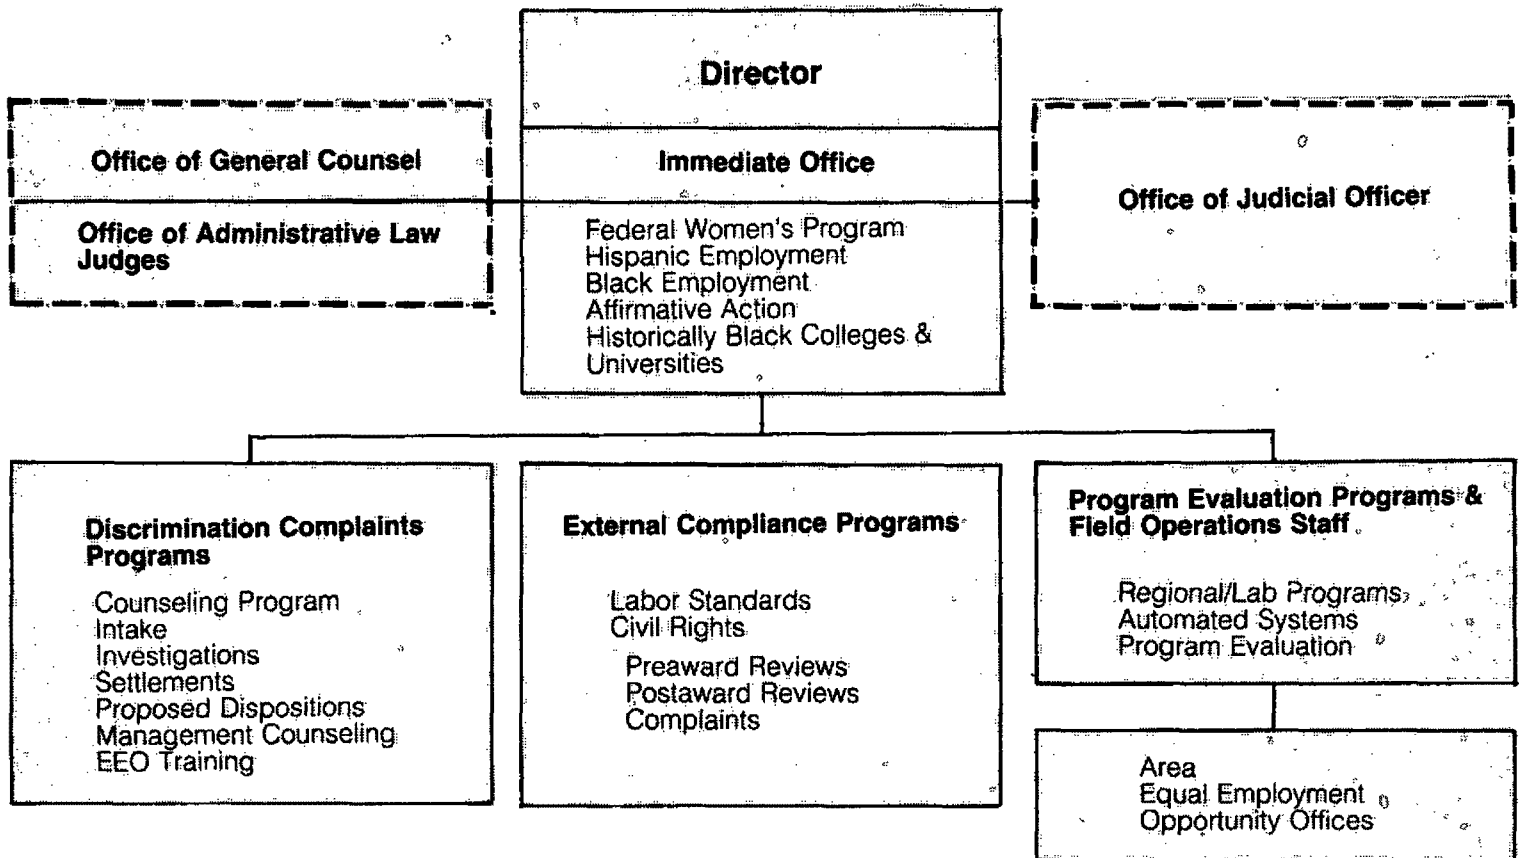 Director
Immediate Office
Federal Women's Program
Hispanic Employment
Black Employment
Affirmative Action
Historically Black Colleges &
Universities
Office of General Counsel
Office of Administrative Law
Judges
Office of Judicial Officer
Discrimination Complaints
Programs
Counseling Program
Intake
Investigations
Settlements
Proposed Dispositions
Management Counseling
EEO Training
External Compliance Programs
Labor Standards
Civil Rights
Preaward Reviews
Postaward Reviews
Complaints
Program Evaluation Programs &
Field Operations Staff
Regional/Lab Programs
Automated Systems
Program Evaluation
Area
Equal Employment
Opportunity Offices